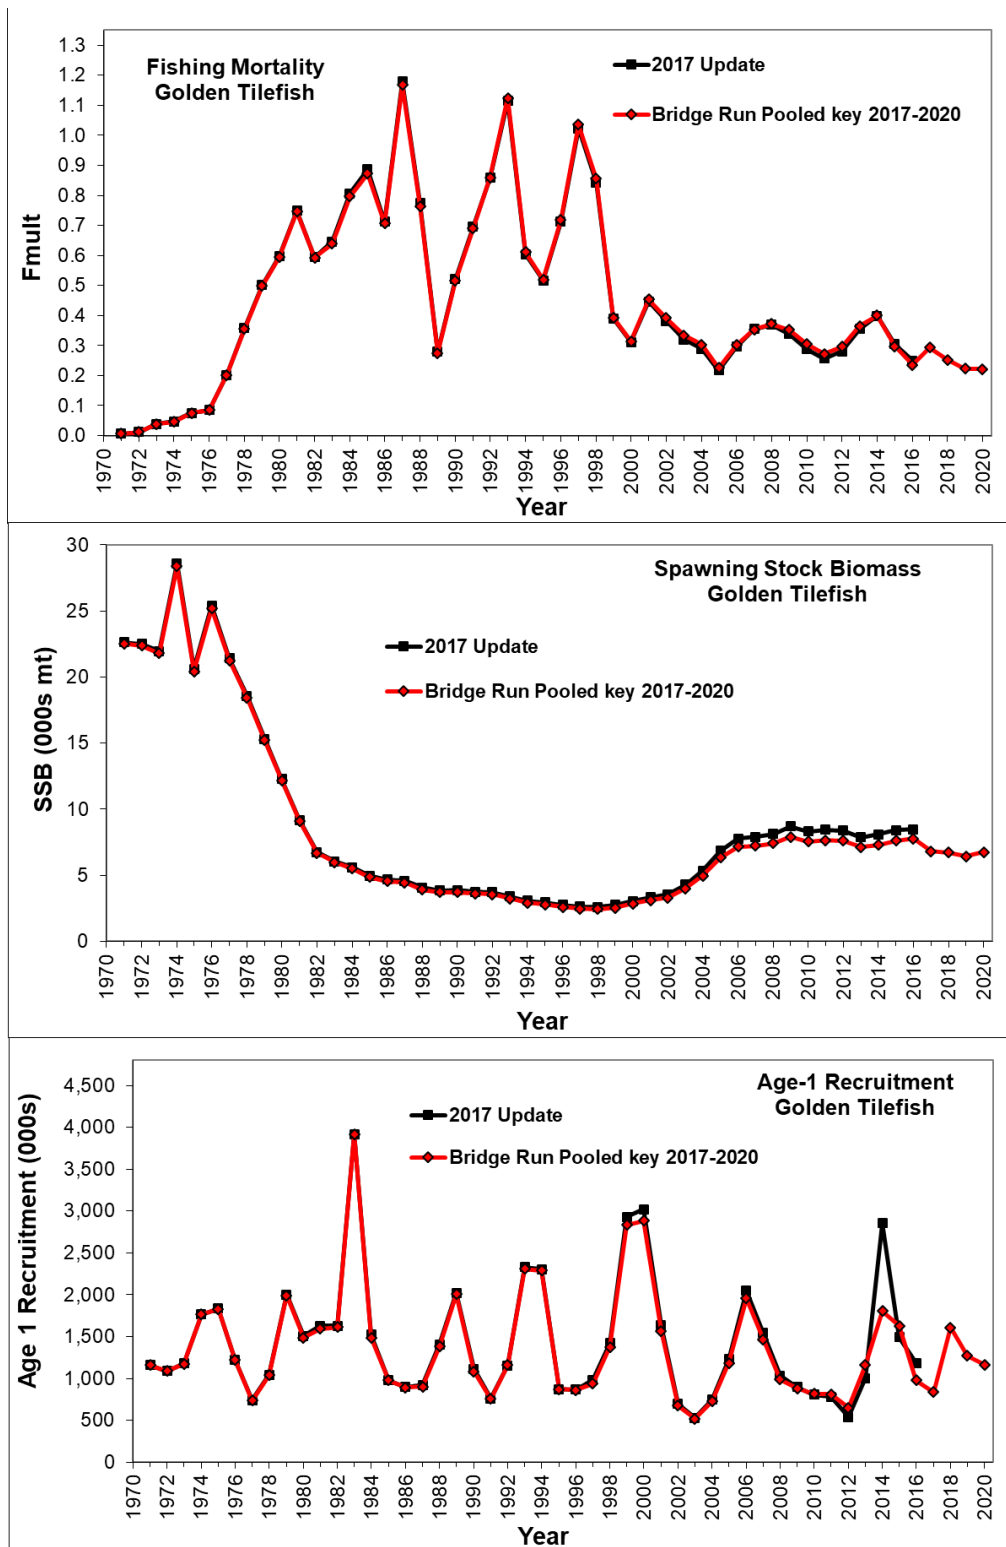 Fishing Mortality
Golden Tilefish
2017 Update
Bridge Run Pooled key 2017-2020
Fmult
1.3
1.2
1.1
1.0
0.9
0.8
0.7
0.6
0.5
0.4
0.3
0.2
0.1
0.0
1970 1972 1974 1976 1978 1980 1982 1984 1986 1988 1990 1992 1994 1996 1998 2000 2002 2004 2006 2008 2010 2012 2014 2016 2018 2020
Year
Spawning Stock Biomass
Golden Tilefish
2017 Update
Bridge Run Pooled key 2017-2020
SSB (000s mt)
30
25
20
15
10
5
0
1970 1972 1974 1976 1978 1980 1982 1984 1986 1988 1990 1992 1994 1996 1998 2000 2002 2004 2006 2008 2010 2012 2014 2016 2018 2020
Year
Age-1 Recruitment
Golden Tilefish
2017 Update
Bridge Run Pooled key 2017-2020
Age 1 Recruitment (000s)
4,500
4,000
3,500
3,000
2,500
2,000
1,500
1,000
500
0
1970 1972 1974 1976 1978 1980 1982 1984 1986 1988 1990 1992 1994 1996 1998 2000 2002 2004 2006 2008 2010 2012 2014 2016 2018 2020
Year